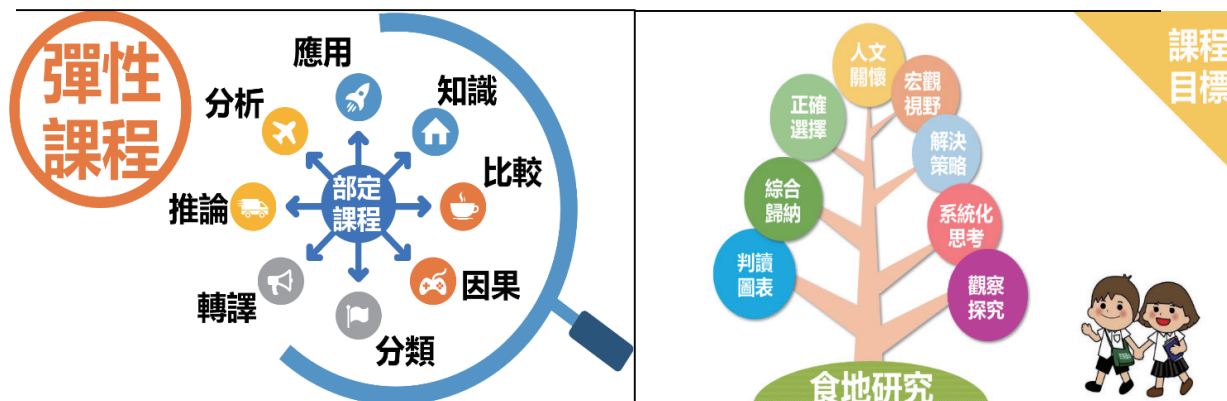 彈性
課程
應用
知識
比較
因果
分類
轉譯
推論
分析
部定
課程
課程
目標
人文
關懷
宏觀
視野
正確
選擇
解決
策略
綜合
歸納
系統化
思考
判讀
圖表
觀察
探究
食地研究